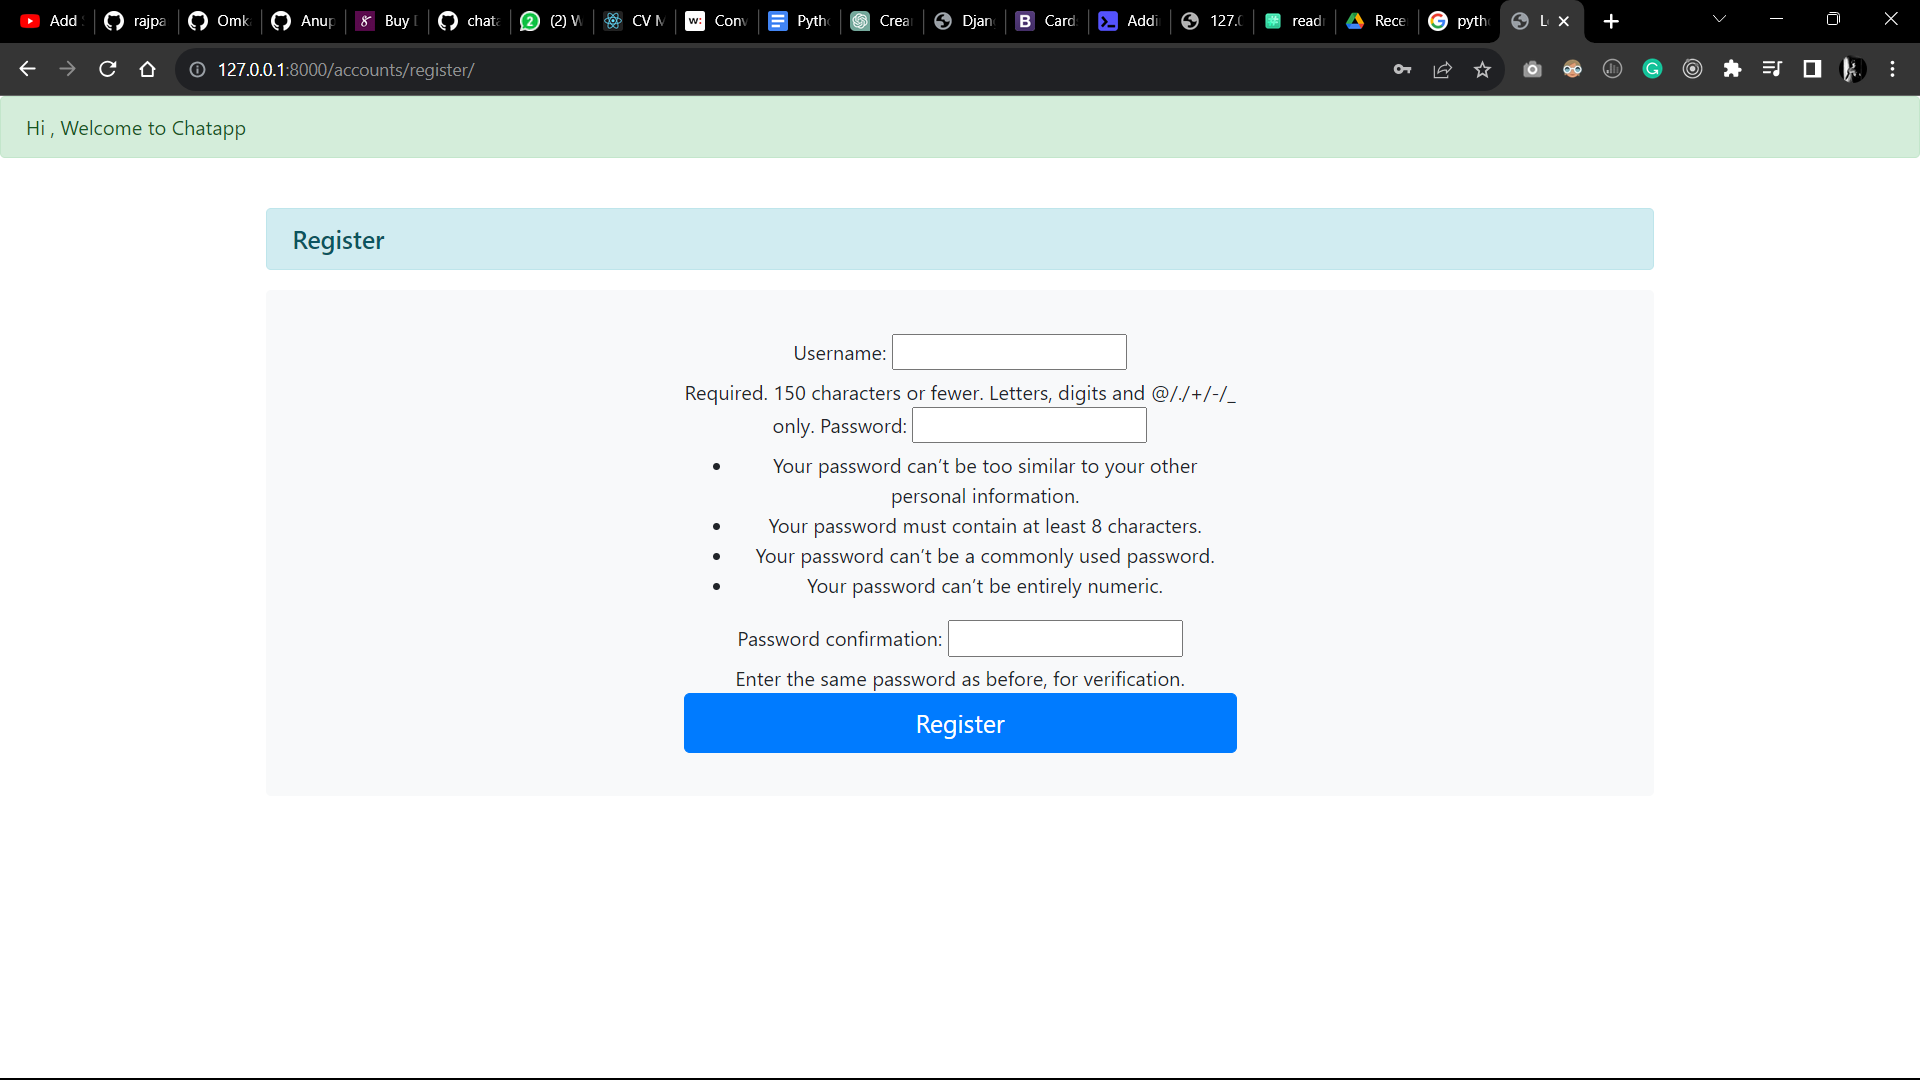 Add rajpa Omk Anup Buy chata (2) W CV M Conv Pyth Crea Djan Card Addi 127.0 read Rece pyth L
127.0.0.1:8000/accounts/register/
Hi , Welcome to Chatapp
Register
Username:
Required. 150 characters or fewer. Letters, digits and @/./+/-/_
only. Password:
• Your password can’t be too similar to your other
personal information.
• Your password must contain at least 8 characters.
• Your password can’t be a commonly used password.
• Your password can’t be entirely numeric.
Password confirmation:
Enter the same password as before, for verification.
Register